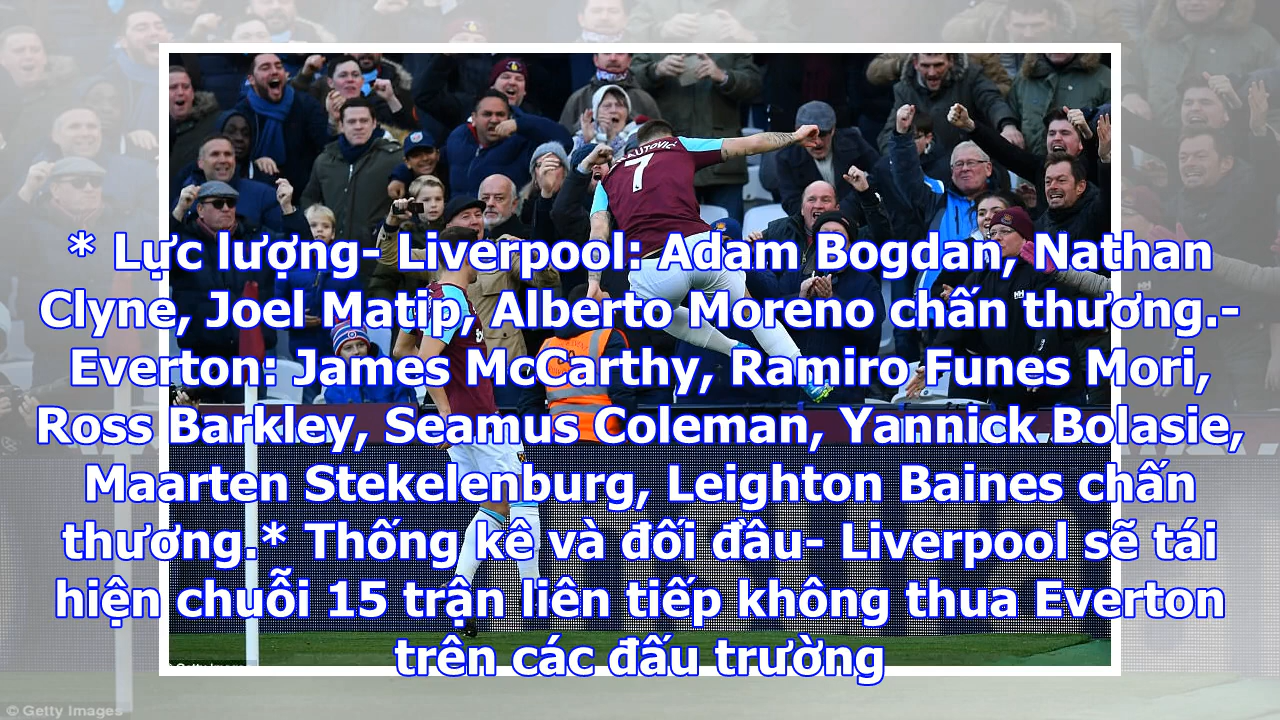 AUTOVIĆ
7
* Lực lượng- Liverpool: Adam Bogdan, Nathan
Clyne, Joel Matip, Alberto Moreno chấn thương.-
Everton: James McCarthy, Ramiro Funes Mori,
Ross Barkley, Seamus Coleman, Yannick Bolasie,
Maarten Stekelenburg, Leighton Baines chấn
thương.* Thống kê và đối đầu- Liverpool sẽ tái
hiện chuỗi 15 trận liên tiếp không thua Everton
trên các đấu trường
© Getty Images